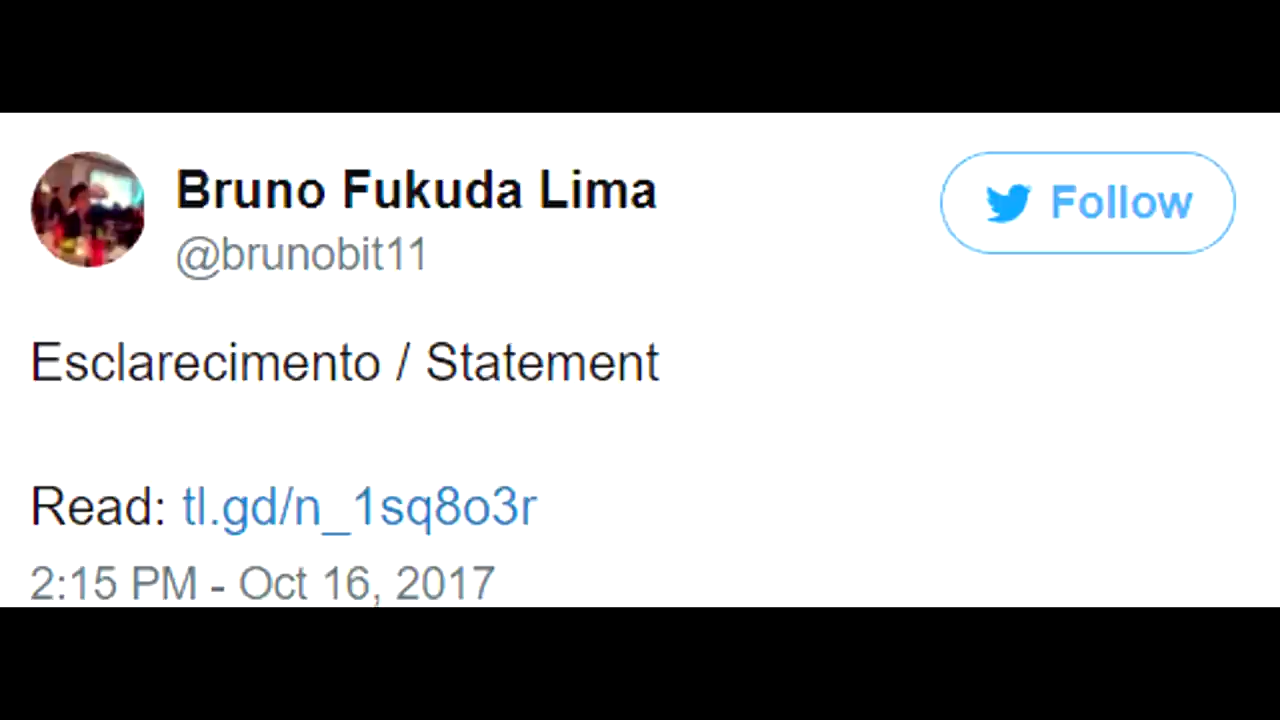 Bruno Fukuda Lima
@brunobit11
Follow
Esclarecimento / Statement
Read: tl.gd/n_1sq8o3r
2:15 PM - Oct 16, 2017